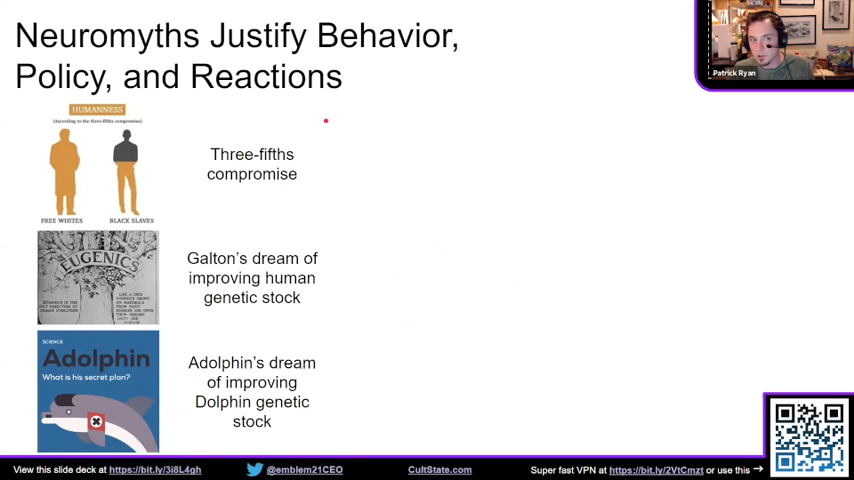 Neuromyths Justify Behavior,
Policy, and Reactions
Patrick Ryan
HUMANNESS
(According to the three-fifths compromise)
FREE WHITES
BLACK SLAVES
Three-fifths
compromise
EUGENICS
Galton's dream of
improving human
genetic stock
SCIENCE
Adolphin
What is his secret plan?
Adolphin's dream
of improving
Dolphin genetic
stock
View this slide deck at https://bit.ly/3i8L4gh
@emblem21CEO
CultState.com
Super fast VPN at https://bit.ly/2VtCmzt or use this